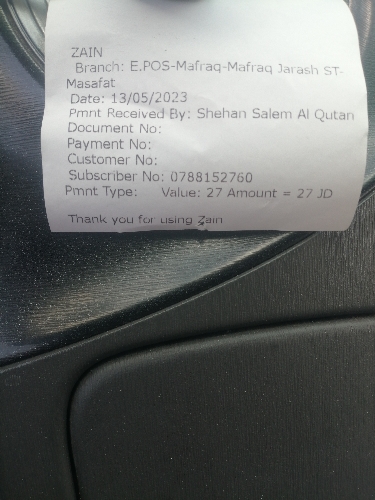 ZAIN
Branch: E.POS-Mafraq-Mafraq Jarash ST-
Masafat
Date: 13/05/2023
Pmnt Received By: Shehan Salem Al Qutan
Document No:
Payment No:
Customer No:
Subscriber No: 0788152760
Pmnt Type: Value: 27 Amount = 27 JD
Thank you for using Zain